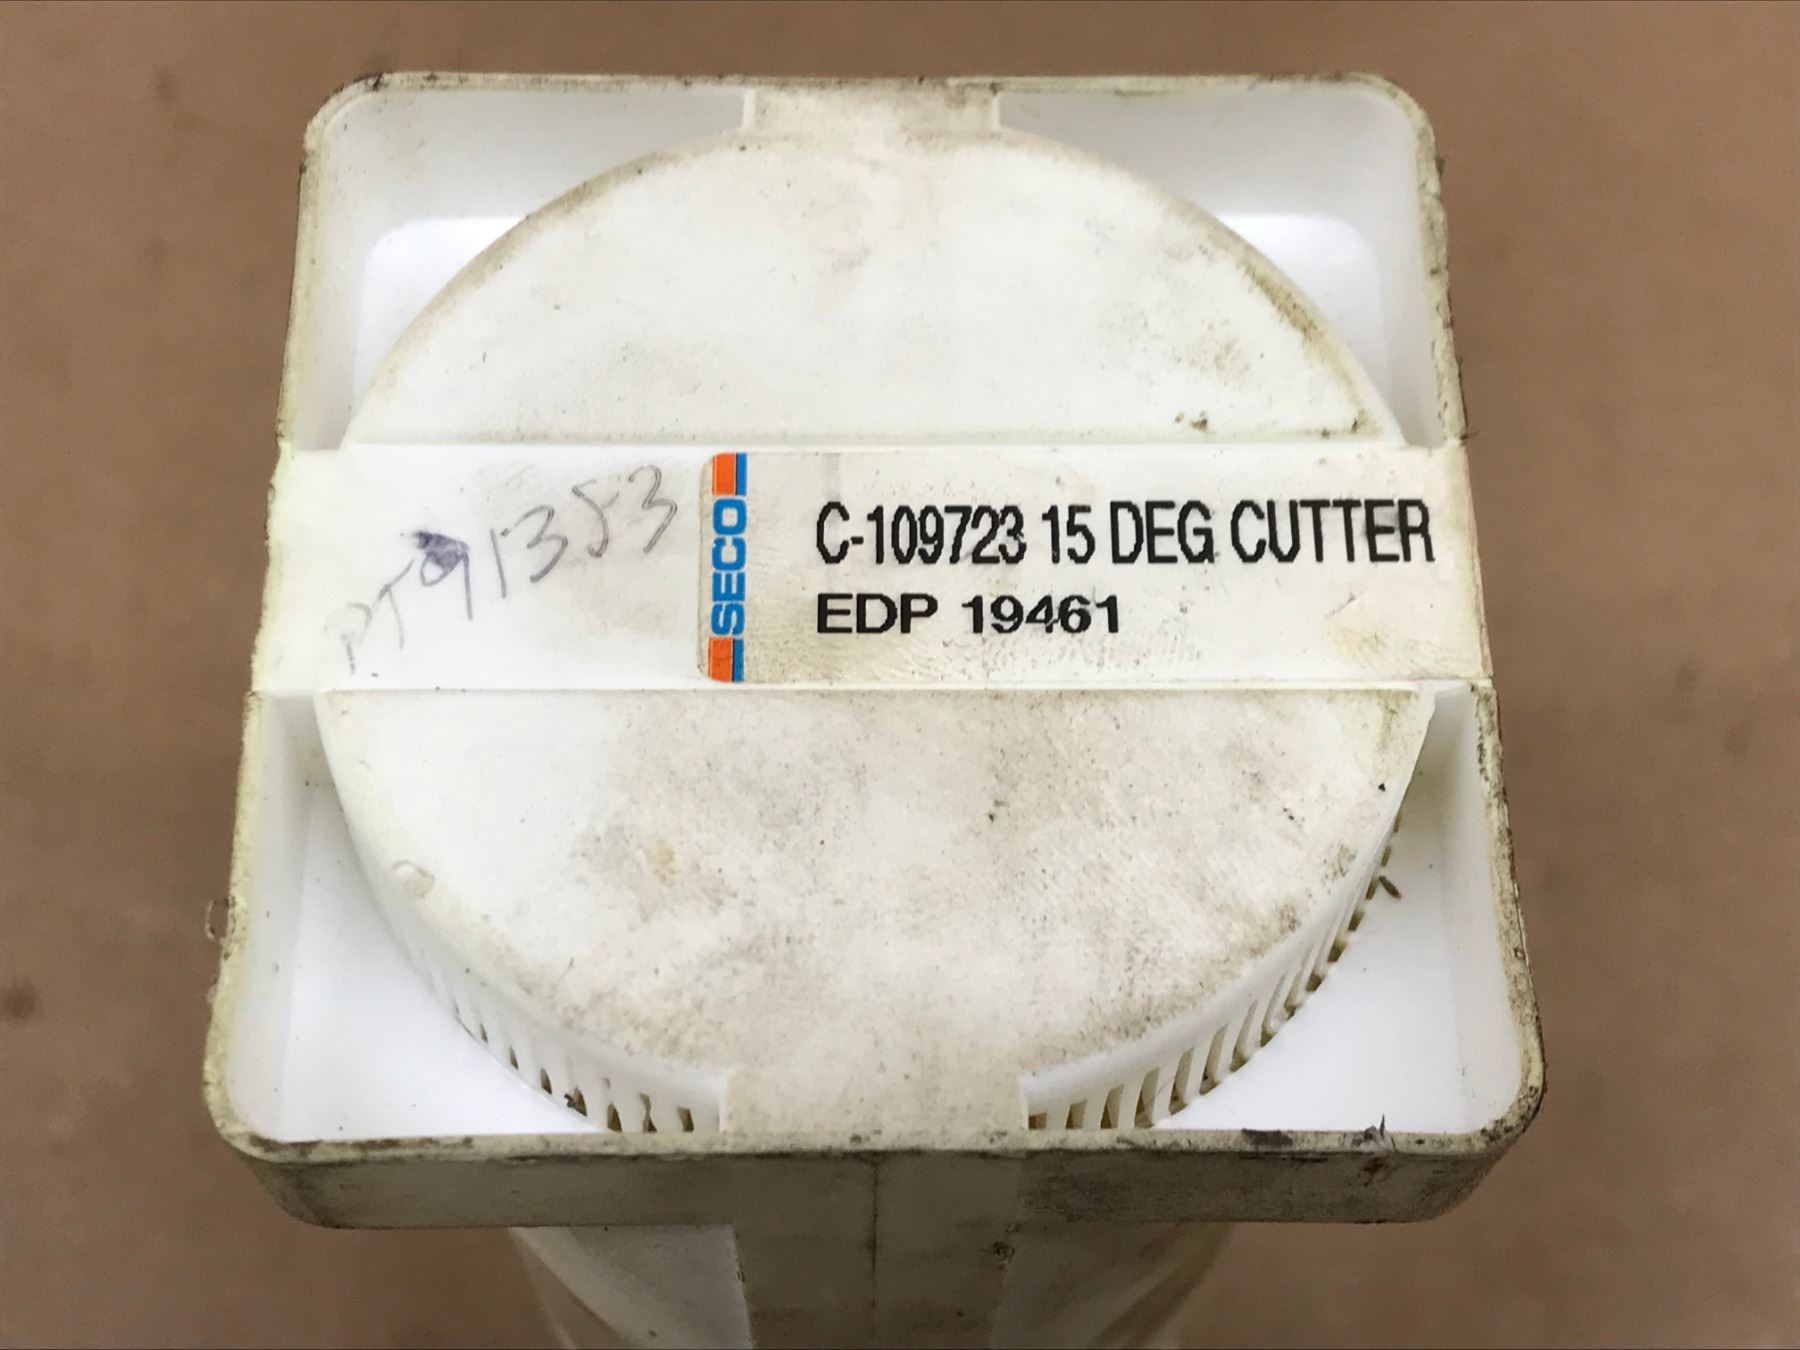 PT91353
SECO
C-109723 15 DEG CUTTER
EDP 19461